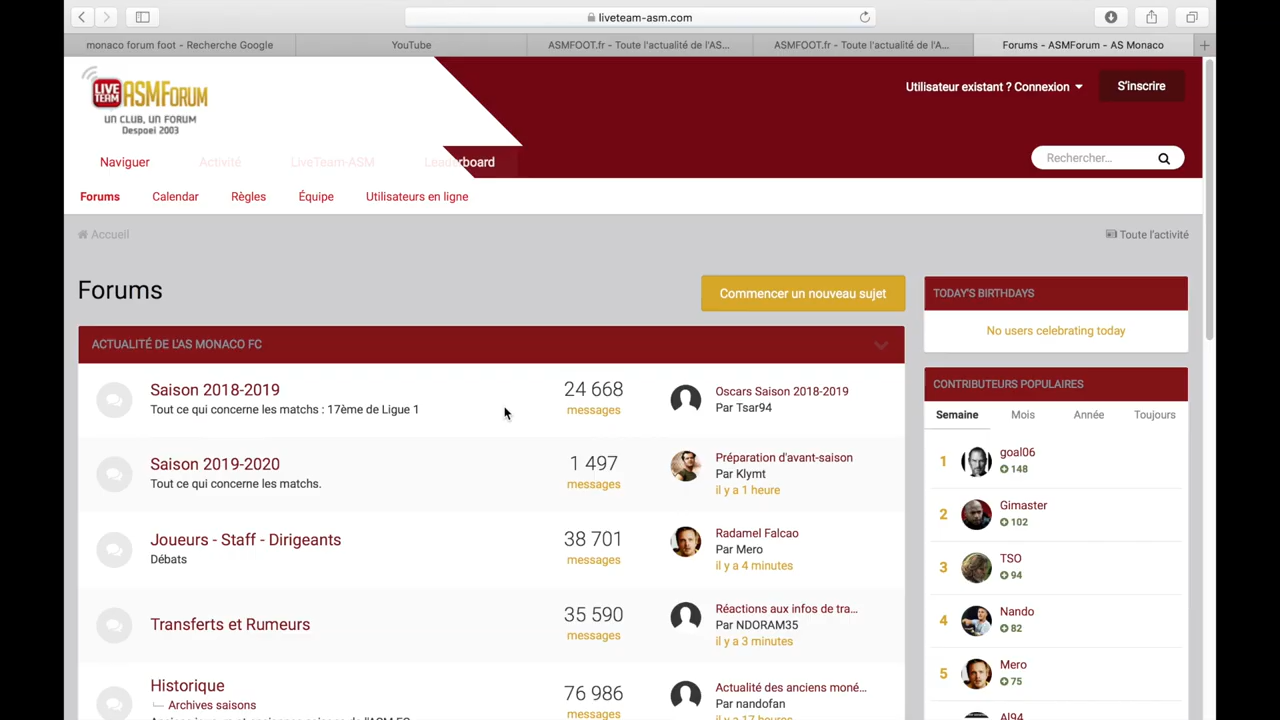 liveteam-asm.com
monaco forum foot - Recherche Google
YouTube
ASMFOOT.fr - Toute l'actualité de l'AS...
ASMFOOT.fr - Toute l'actualité de l'A...
Forums - ASMForum - AS Monaco
LIVE TEAM ASMFORUM
UN CLUB, UN FORUM
Despoei 2003
Utilisateur existant ? Connexion
S'inscrire
Naviguer
Activité
LiveTeam-ASM
Leaderboard
Rechercher...
Forums
Calendar
Règles
Équipe
Utilisateurs en ligne
Accueil
Toute l'activité
Forums
Commencer un nouveau sujet
ACTUALITÉ DE L'AS MONACO FC
Saison 2018-2019
Tout ce qui concerne les matchs : 17ème de Ligue 1
24 668
messages
Oscars Saison 2018-2019
Par Tsar94
Saison 2019-2020
Tout ce qui concerne les matchs.
1 497
messages
Préparation d'avant-saison
Par Klymt
il y a 1 heure
Joueurs - Staff - Dirigeants
Débats
38 701
messages
Radamel Falcao
Par Mero
il y a 4 minutes
Transferts et Rumeurs
35 590
messages
Réactions aux infos de tra...
Par NDORAM35
il y a 3 minutes
Historique
Archives saisons
76 986
messages
Actualité des anciens moné...
Par nandofan
il y a 17 heures
TODAY'S BIRTHDAYS
No users celebrating today
CONTRIBUTEURS POPULAIRES
Semaine
Mois
Année
Toujours
1
goal06
148
2
Gimaster
102
3
TSO
94
4
Nando
82
5
Mero
75
Al94